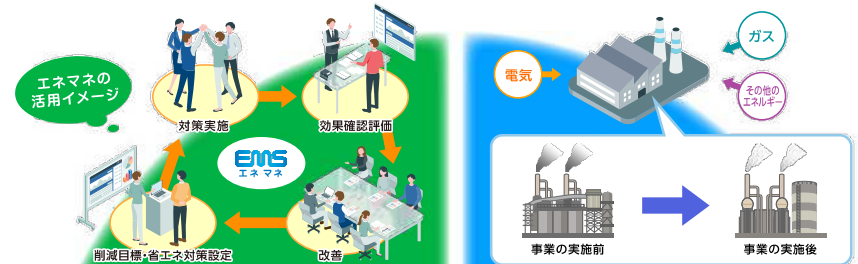 エネマネの
活用イメージ
対策実施
効果確認評価
EMS
エネマネ
削減目標・省エネ対策設定
改善
電気
ガス
その他の
エネルギー
事業の実施前
事業の実施後